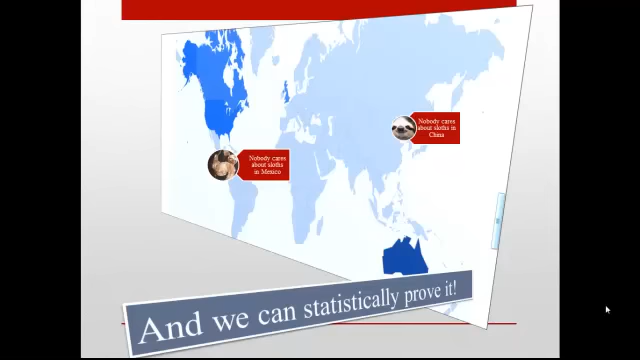 Nobody cares
about sloths in
China
Nobody cares
about sloths
in Mexico
And we can statistically prove it!